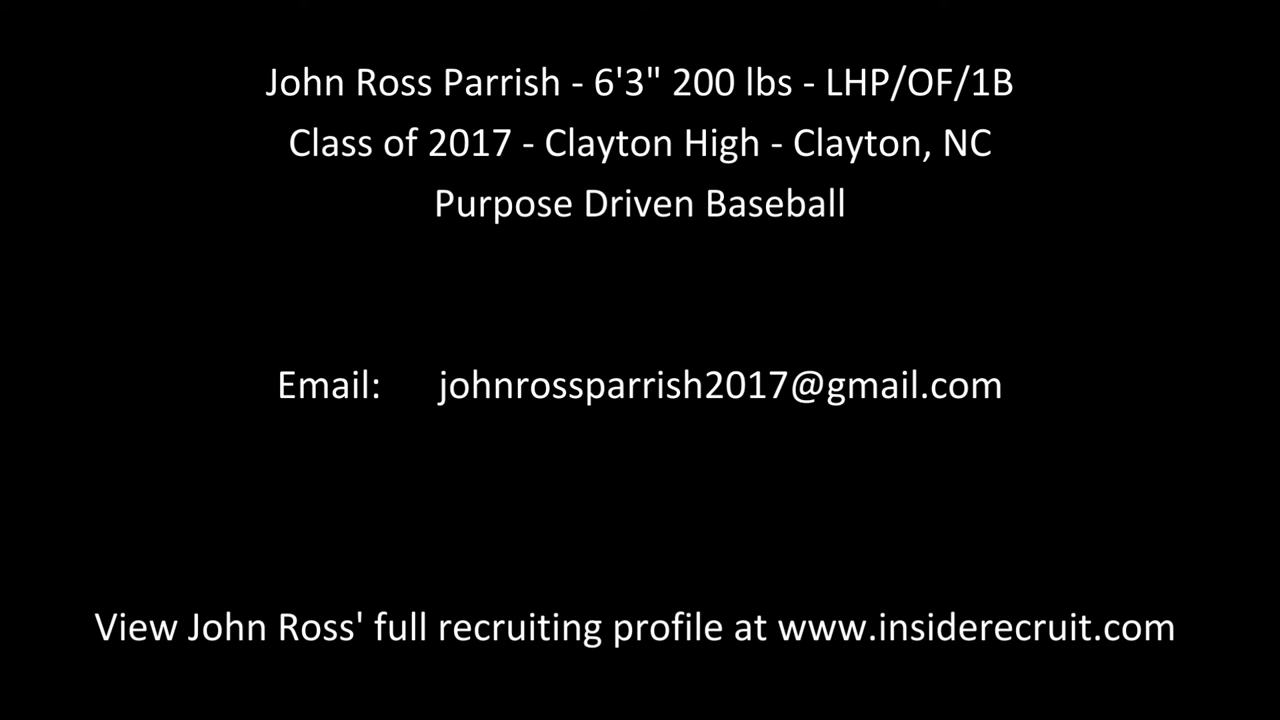 John Ross Parrish - 6'3" 200 lbs - LHP/OF/1B
Class of 2017 - Clayton High - Clayton, NC
Purpose Driven Baseball
Email: johnrossparrish2017@gmail.com
View John Ross' full recruiting profile at www.insiderecruit.com